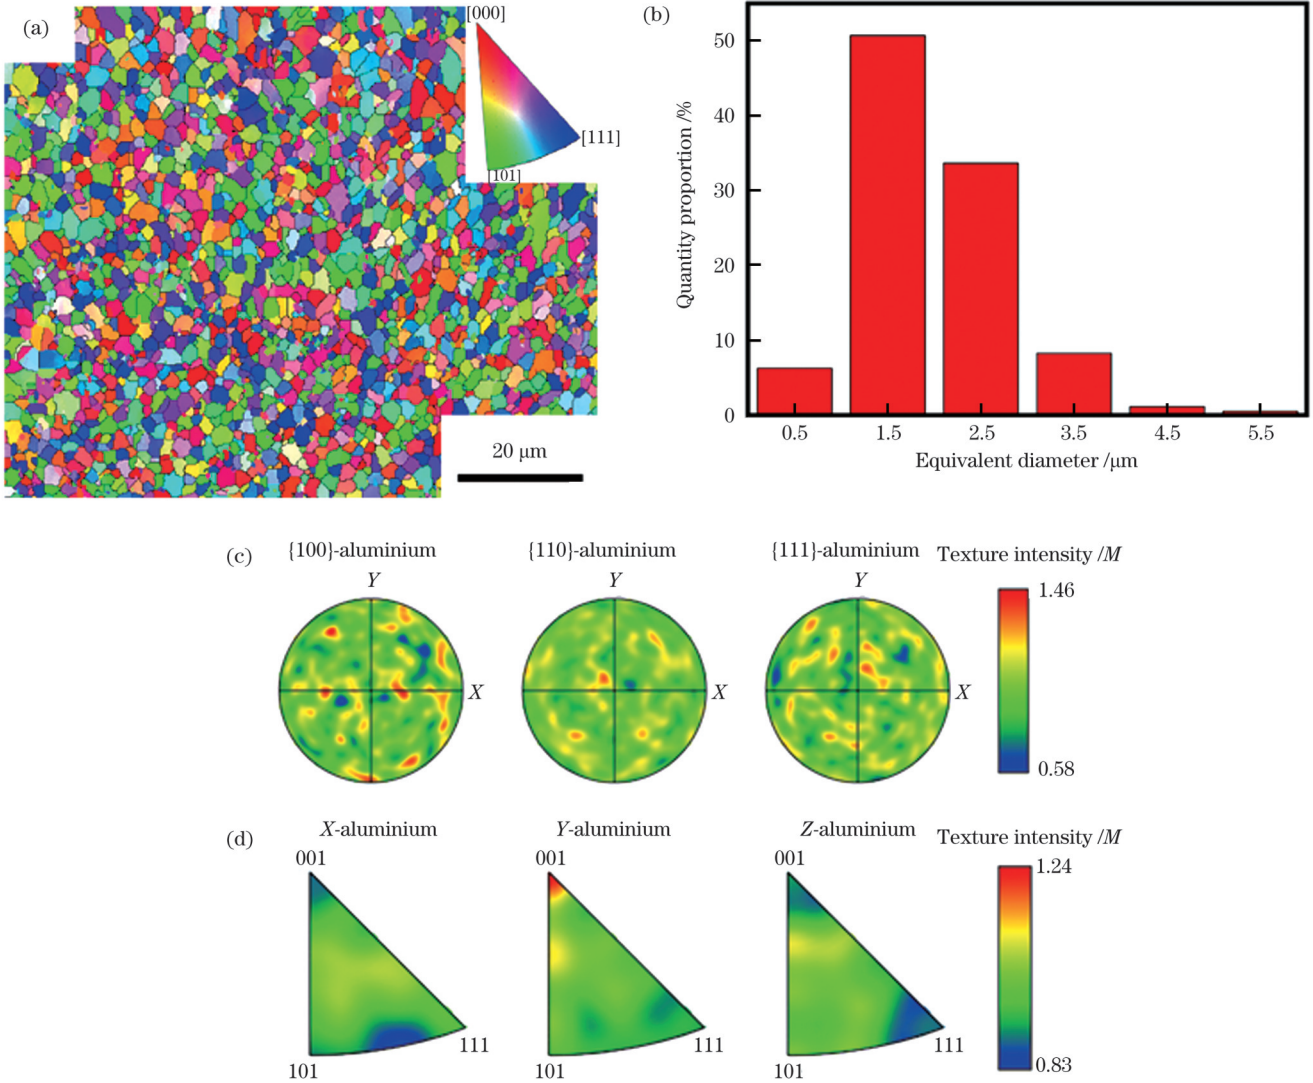 (a)
[000]
[111]
[101]
20 μm
(b)
Quantity proportion /%
50
40
30
20
10
0
0.5 1.5 2.5 3.5 4.5 5.5
Equivalent diameter /μm
(c)
{100}-aluminium {110}-aluminium {111}-aluminium Texture intensity /M
Y Y Y
X X X
1.46
0.58
(d)
X-aluminium Y-aluminium Z-aluminium Texture intensity /M
001 001 001
111 111 111
101 101 101
1.24
0.83